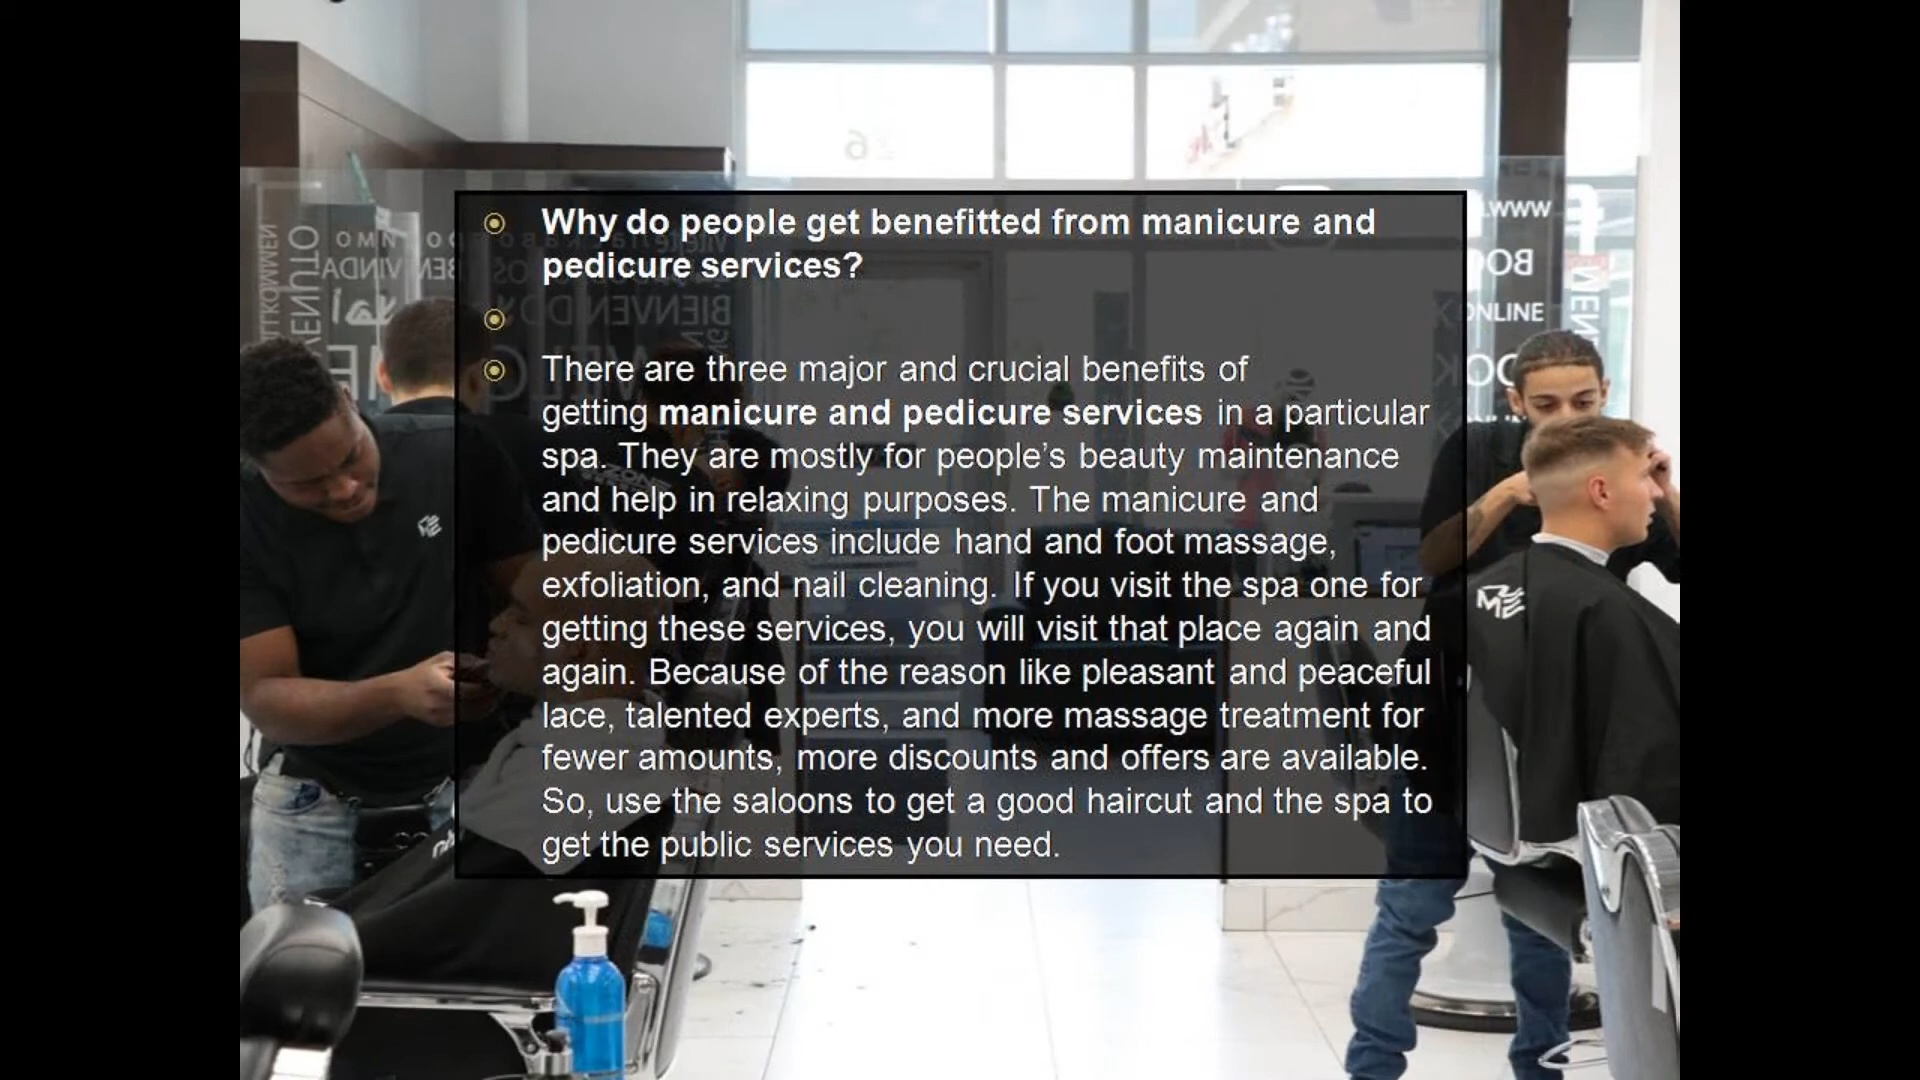 Why do people get benefitted from manicure and
pedicure services?
There are three major and crucial benefits of
getting manicure and pedicure services in a particular
spa. They are mostly for people's beauty maintenance
and help in relaxing purposes. The manicure and
pedicure services include hand and foot massage,
exfoliation, and nail cleaning. If you visit the spa one for
getting these services, you will visit that place again and
again. Because of the reason like pleasant and peaceful
lace, talented experts, and more massage treatment for
fewer amounts, more discounts and offers are available.
So, use the saloons to get a good haircut and the spa to
get the public services you need.
WWW
ONLINE
ME